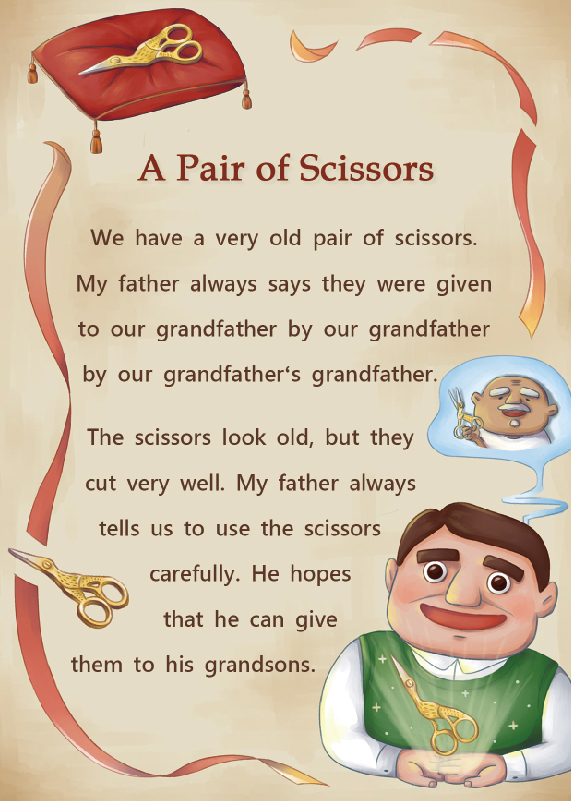 A Pair of Scissors
We have a very old pair of scissors.
My father always says they were given
to our grandfather by our grandfather
by our grandfather‘s grandfather.
The scissors look old, but they
cut very well. My father always
tells us to use the scissors
carefully. He hopes
that he can give
them to his grandsons.